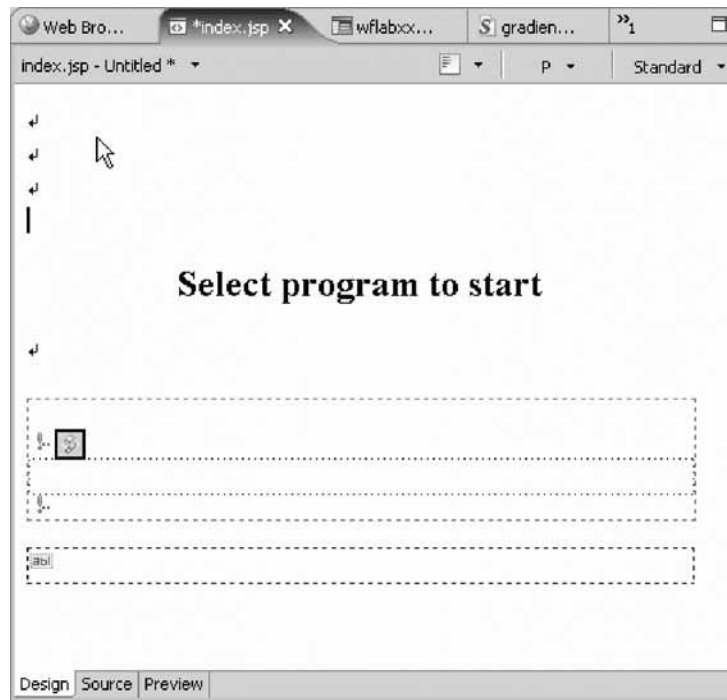 Web Bro... *index.jsp wflabxx... gradien... »1
index.jsp - Untitled * P Standard
Select program to start
abl
Design Source Preview